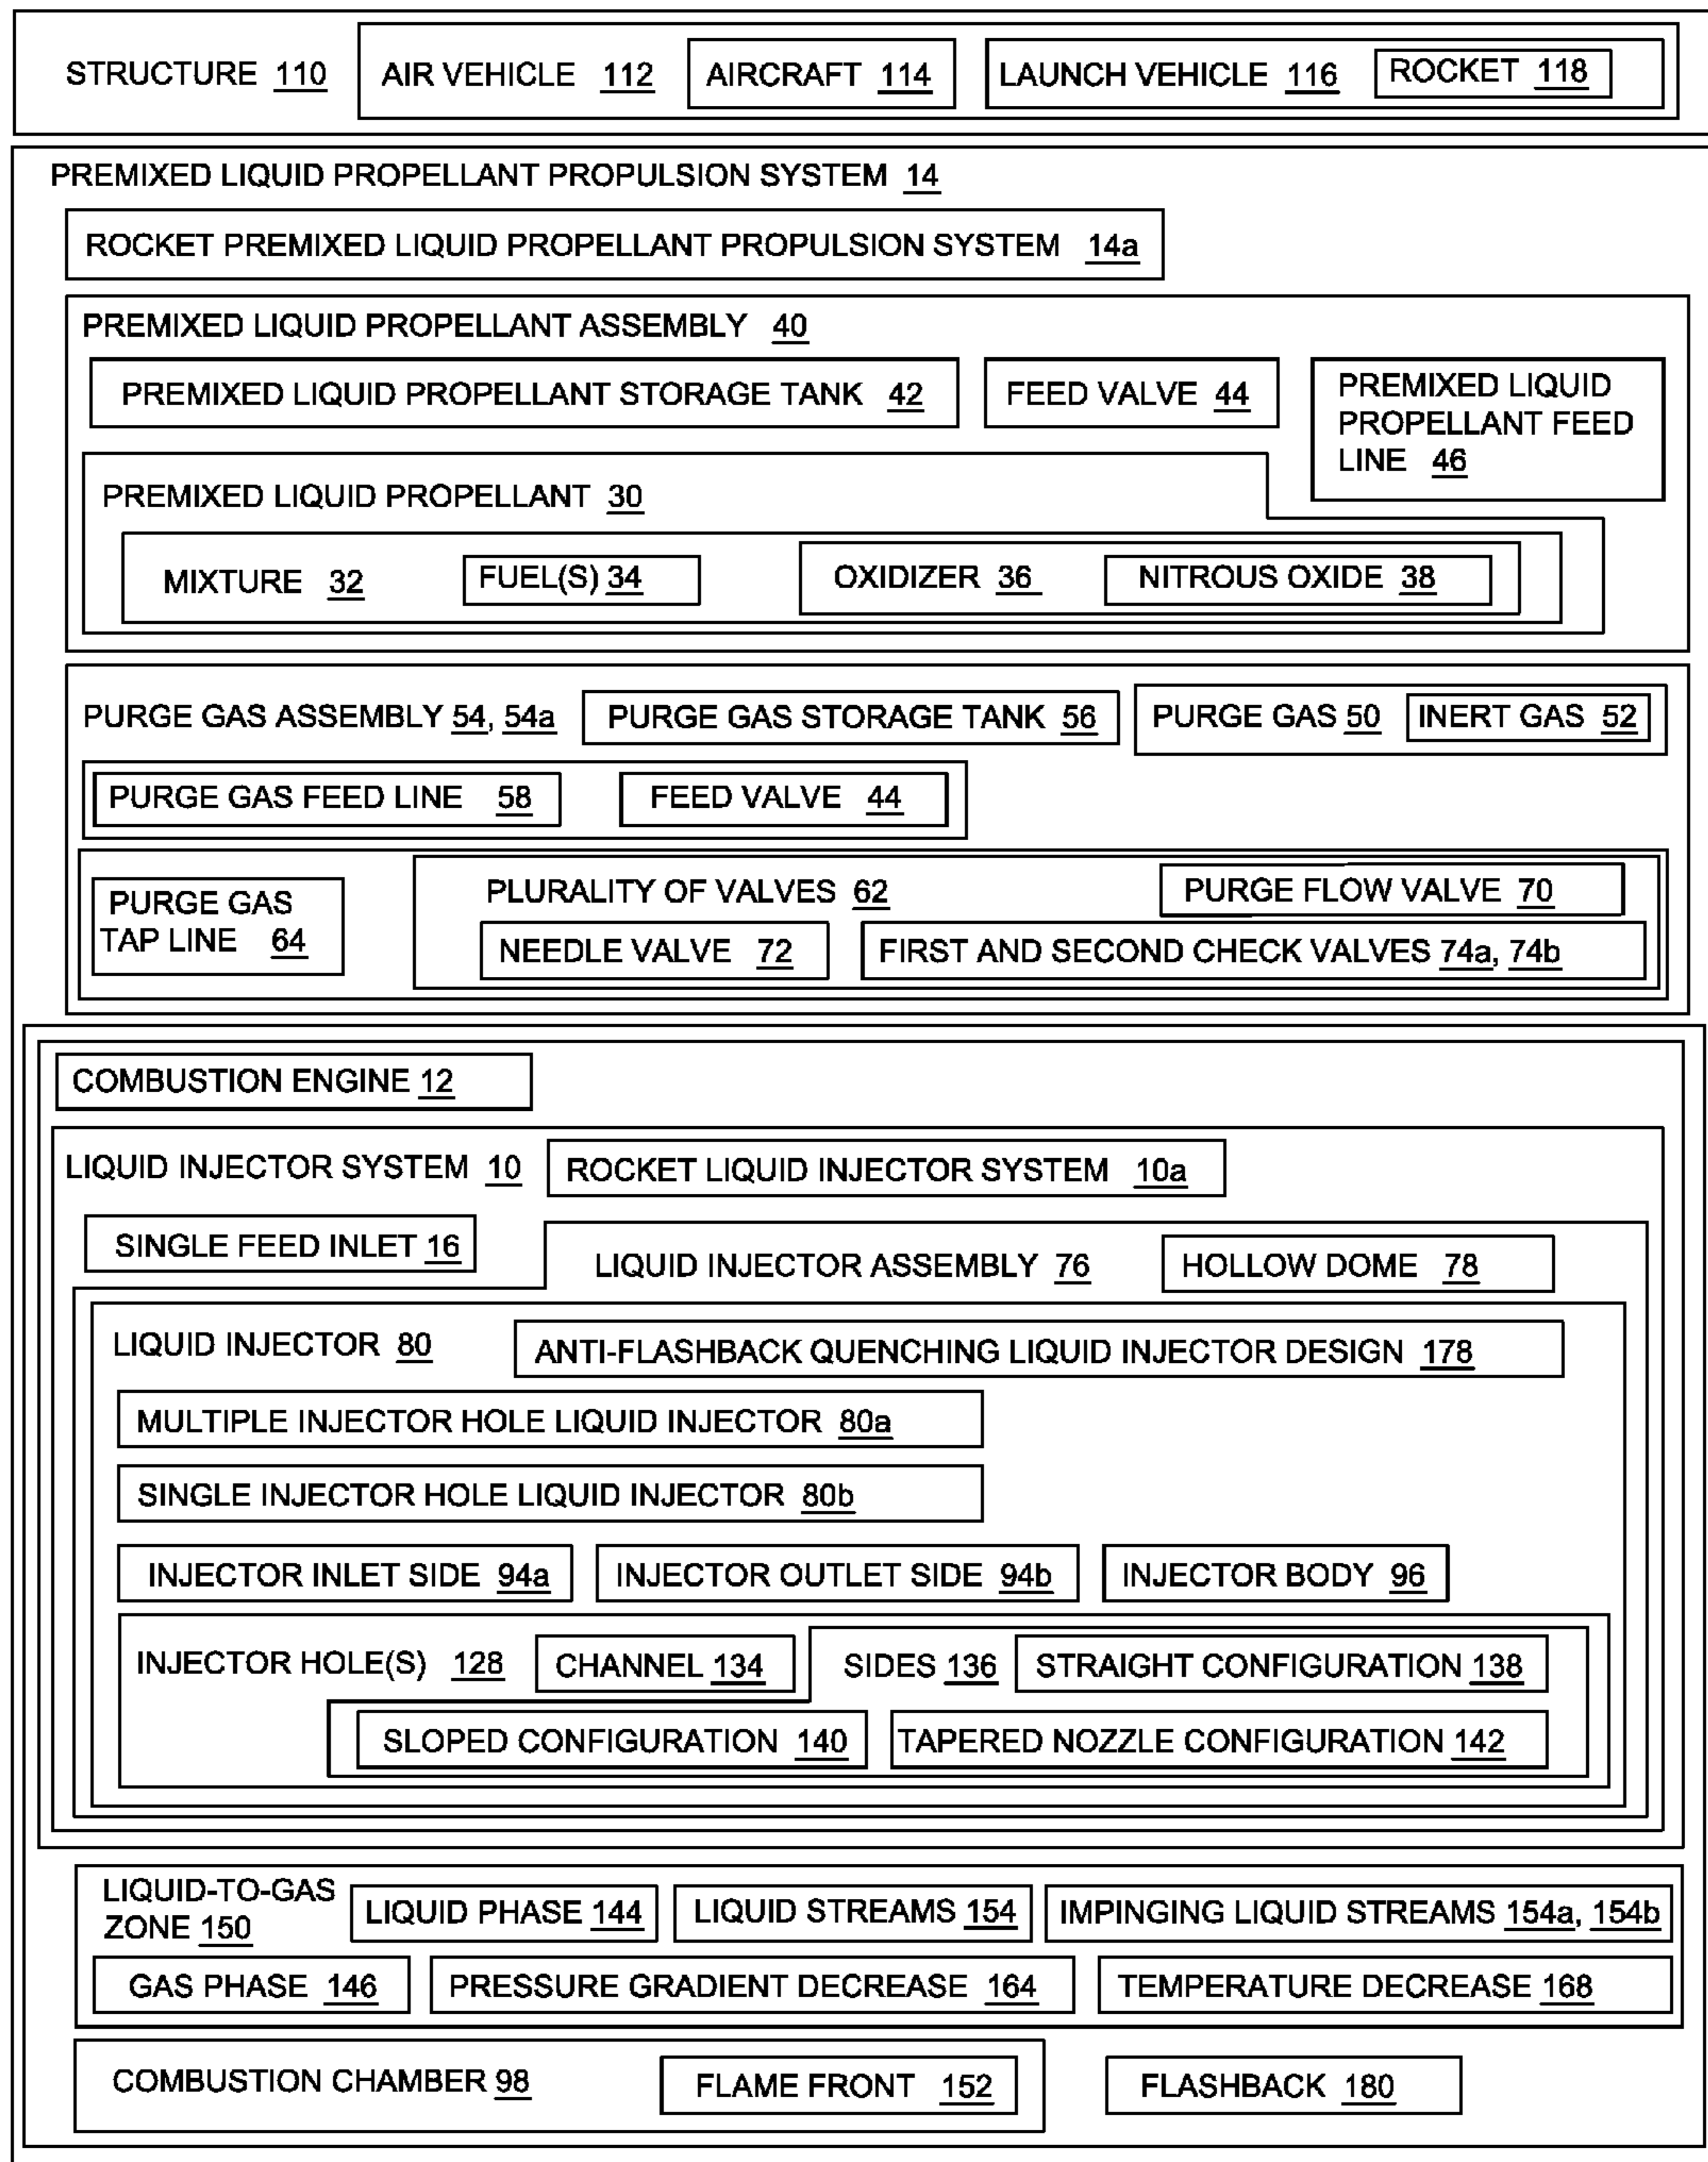 STRUCTURE 110 AIR VEHICLE 112 AIRCRAFT 114 LAUNCH VEHICLE 116 ROCKET 118
PREMIXED LIQUID PROPELLANT PROPULSION SYSTEM 14
ROCKET PREMIXED LIQUID PROPELLANT PROPULSION SYSTEM 14a
PREMIXED LIQUID PROPELLANT ASSEMBLY 40
PREMIXED LIQUID PROPELLANT STORAGE TANK 42 FEED VALVE 44
PREMIXED LIQUID
PROPELLANT FEED
LINE 46
PREMIXED LIQUID PROPELLANT 30
MIXTURE 32 FUEL(S) 34 OXIDIZER 36 NITROUS OXIDE 38
PURGE GAS ASSEMBLY 54, 54a PURGE GAS STORAGE TANK 56 PURGE GAS 50 INERT GAS 52
PURGE GAS FEED LINE 58 FEED VALVE 44
PURGE GAS
TAP LINE 64
PLURALITY OF VALVES 62 PURGE FLOW VALVE 70
NEEDLE VALVE 72 FIRST AND SECOND CHECK VALVES 74a, 74b
COMBUSTION ENGINE 12
LIQUID INJECTOR SYSTEM 10 ROCKET LIQUID INJECTOR SYSTEM 10a
SINGLE FEED INLET 16 LIQUID INJECTOR ASSEMBLY 76 HOLLOW DOME 78
LIQUID INJECTOR 80 ANTI-FLASHBACK QUENCHING LIQUID INJECTOR DESIGN 178
MULTIPLE INJECTOR HOLE LIQUID INJECTOR 80a
SINGLE INJECTOR HOLE LIQUID INJECTOR 80b
INJECTOR INLET SIDE 94a INJECTOR OUTLET SIDE 94b INJECTOR BODY 96
INJECTOR HOLE(S) 128 CHANNEL 134 SIDES 136 STRAIGHT CONFIGURATION 138
SLOPED CONFIGURATION 140 TAPERED NOZZLE CONFIGURATION 142
LIQUID-TO-GAS
ZONE 150
LIQUID PHASE 144 LIQUID STREAMS 154 IMPINGING LIQUID STREAMS 154a, 154b
GAS PHASE 146 PRESSURE GRADIENT DECREASE 164 TEMPERATURE DECREASE 168
COMBUSTION CHAMBER 98 FLAME FRONT 152 FLASHBACK 180